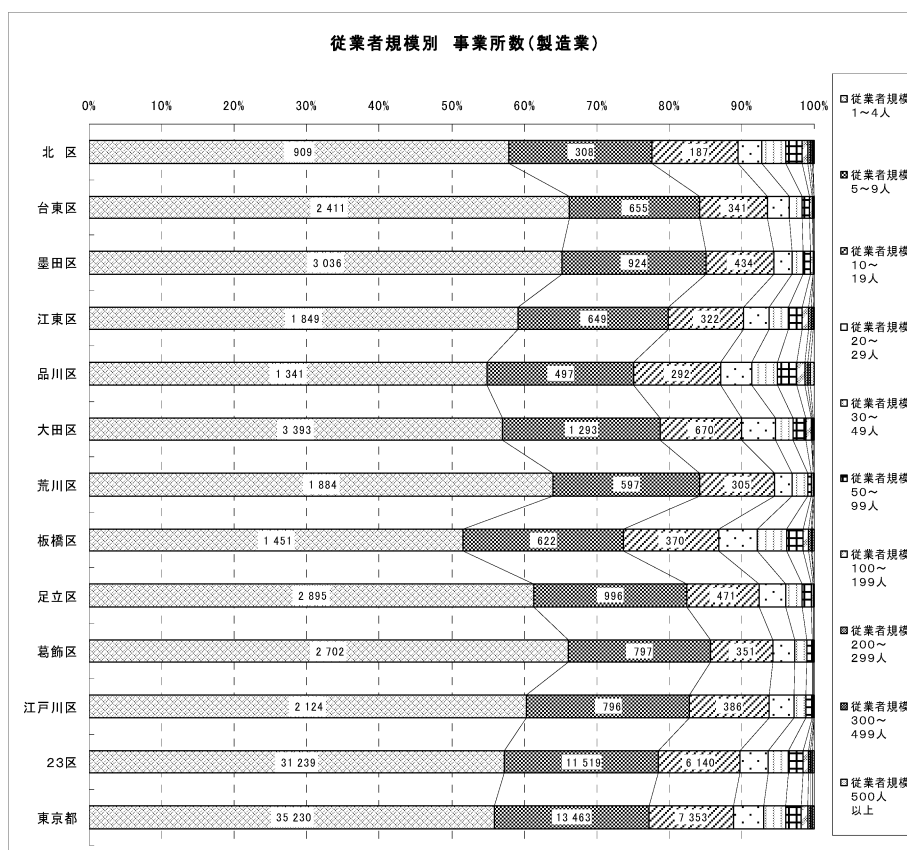 従業者規模別 事業所数(製造業)
0% 10% 20% 30% 40% 50% 60% 70% 80% 90% 100%
北 区 909 308 187
台東区 2 411 655 341
墨田区 3 036 924 434
江東区 1 849 649 322
品川区 1 341 497 292
大田区 3 393 1 293 670
荒川区 1 884 597 305
板橋区 1 451 622 370
足立区 2 895 996 471
葛飾区 2 702 797 351
江戸川区 2 124 796 386
23区 31 239 11 519 6 140
東京都 35 230 13 463 7 353
従業者規模
1~4人
従業者規模
5~9人
従業者規模
10~
19人
従業者規模
20~
29人
従業者規模
30~
49人
従業者規模
50~
99人
従業者規模
100~
199人
従業者規模
200~
299人
従業者規模
300~
499人
従業者規模
500人
以上